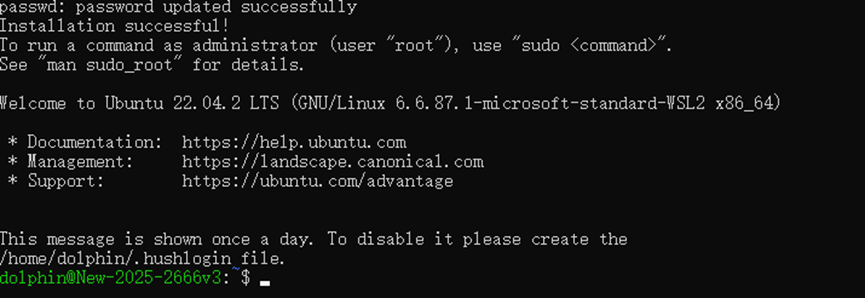 passwd: password updated successfully
Installation successful!
To run a command as administrator (user "root"), use "sudo <command>".
See "man sudo_root" for details.
Welcome to Ubuntu 22.04.2 LTS (GNU/Linux 6.6.87.1-microsoft-standard-WSL2 x86_64)
* Documentation:  https://help.ubuntu.com
* Management:     https://landscape.canonical.com
* Support:        https://ubuntu.com/advantage
This message is shown once a day. To disable it please create the
/home/dolphin/.hushlogin file.
dolphin@New-2025-2666v3:~$